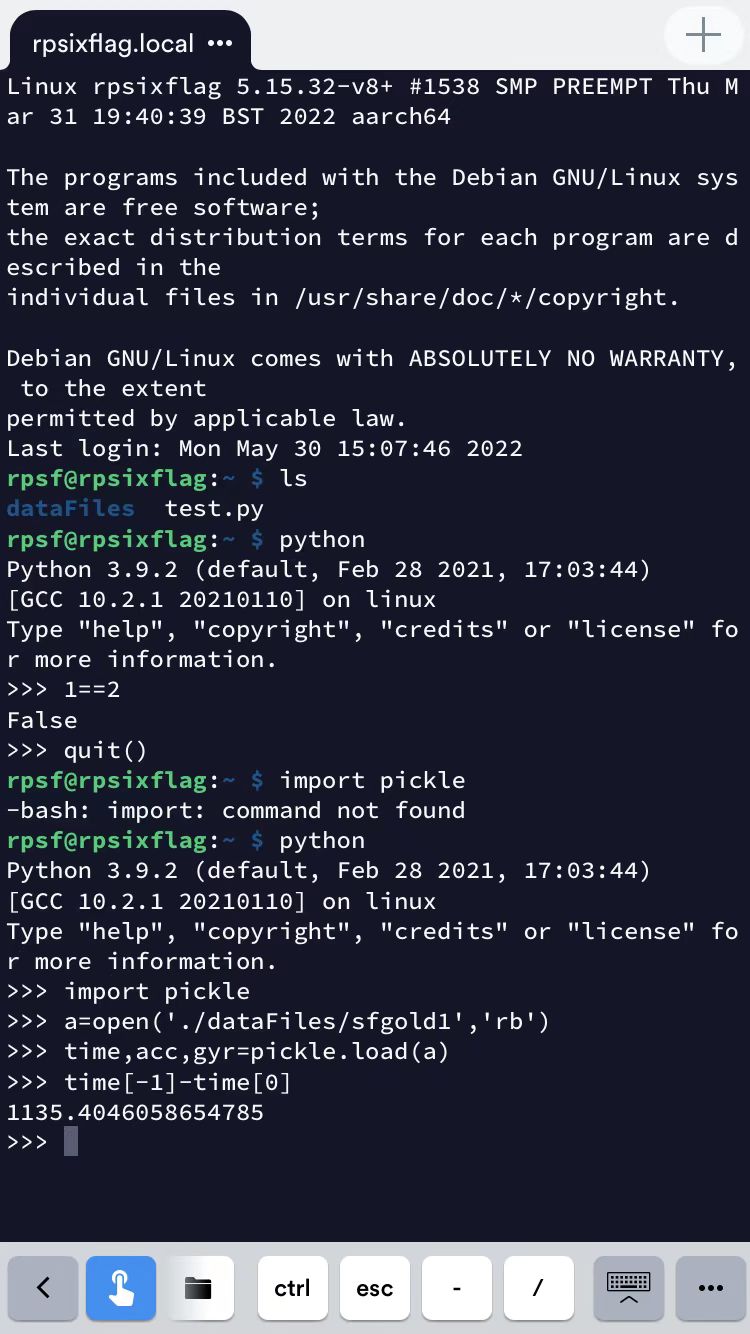 rpsixflag.local •••
Linux rpsixflag 5.15.32-v8+ #1538 SMP PREEMPT Thu M
ar 31 19:40:39 BST 2022 aarch64
The programs included with the Debian GNU/Linux sys
tem are free software;
the exact distribution terms for each program are d
escribed in the
individual files in /usr/share/doc/*/copyright.
Debian GNU/Linux comes with ABSOLUTELY NO WARRANTY,
 to the extent
permitted by applicable law.
Last login: Mon May 30 15:07:46 2022
rpsf@rpsixflag:~ $ ls
dataFiles  test.py
rpsf@rpsixflag:~ $ python
Python 3.9.2 (default, Feb 28 2021, 17:03:44)
[GCC 10.2.1 20210110] on linux
Type "help", "copyright", "credits" or "license" fo
r more information.
>>> 1==2
False
>>> quit()
rpsf@rpsixflag:~ $ import pickle
-bash: import: command not found
rpsf@rpsixflag:~ $ python
Python 3.9.2 (default, Feb 28 2021, 17:03:44)
[GCC 10.2.1 20210110] on linux
Type "help", "copyright", "credits" or "license" fo
r more information.
>>> import pickle
>>> a=open('./dataFiles/sfgold1','rb')
>>> time,acc,gyr=pickle.load(a)
>>> time[-1]-time[0]
1135.4046058654785
>>>
ctrl esc - / •••